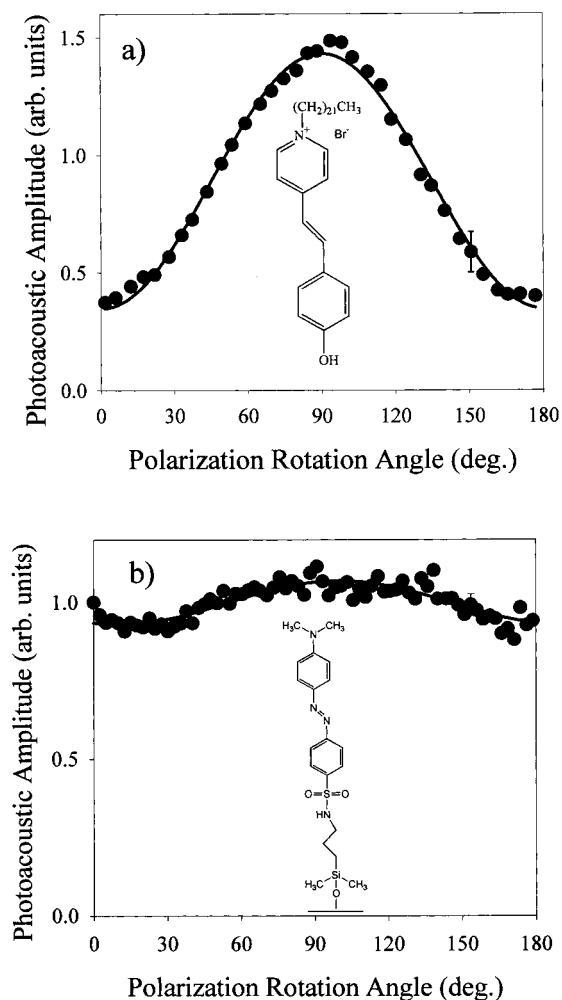 a)
Photoacoustic Amplitude (arb. units)
1.5
1.0
0.5
0.0
(CH₂)₂₁CH₃
N⁺ Br⁻
OH
0 30 60 90 120 150 180
Polarization Rotation Angle (deg.)
b)
Photoacoustic Amplitude (arb. units)
1.0
0.5
0.0
H₃C N CH₃
N
N
O=S=O
HN
H₃C Si CH₃
O
0 30 60 90 120 150 180
Polarization Rotation Angle (deg.)